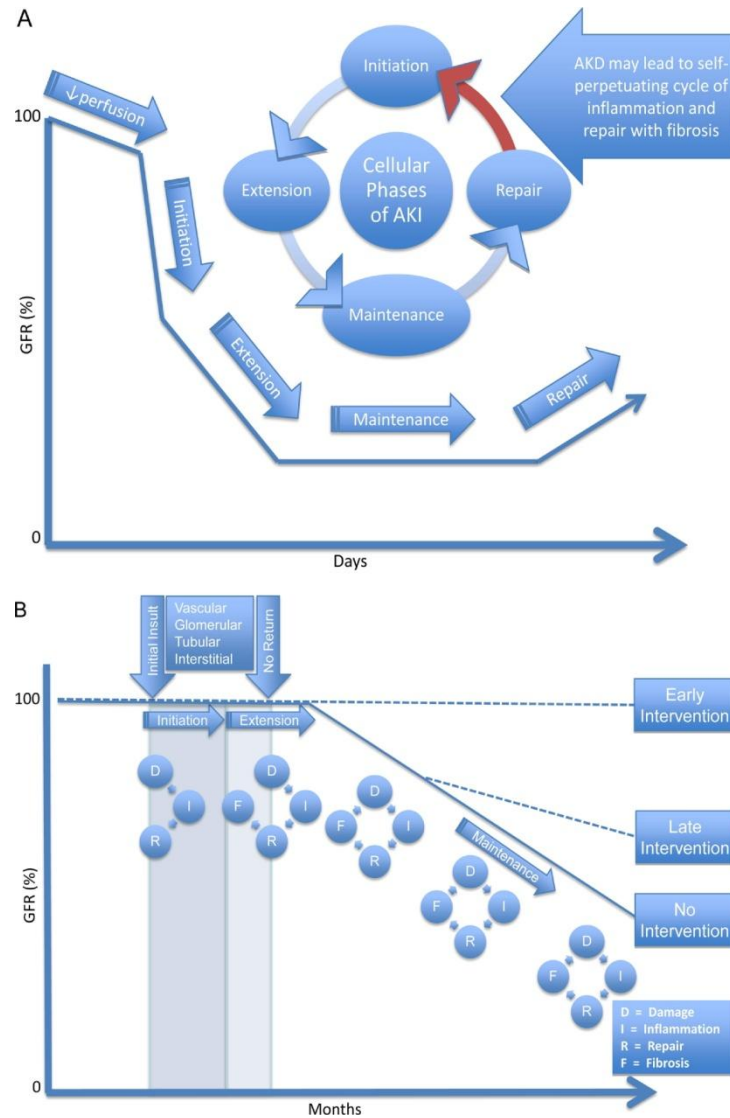 A
↓perfusion
100
Initiation
Extension
Maintenance
Repair
GFR (%)
0
Days
Initiation
Extension
Cellular
Phases
of AKI
Repair
Maintenance
AKD may lead to self-
perpetuating cycle of
inflammation and
repair with fibrosis
B
Initial Insult
Vascular
Glomerular
Tubular
Interstitial
No Return
100
Initiation
Extension
Early
Intervention
D
I
R
D
F
I
R
D
F
I
R
Maintenance
D
F
I
R
D
F
I
R
Late
Intervention
No
Intervention
GFR (%)
0
Months
D = Damage
I = Inflammation
R = Repair
F = Fibrosis